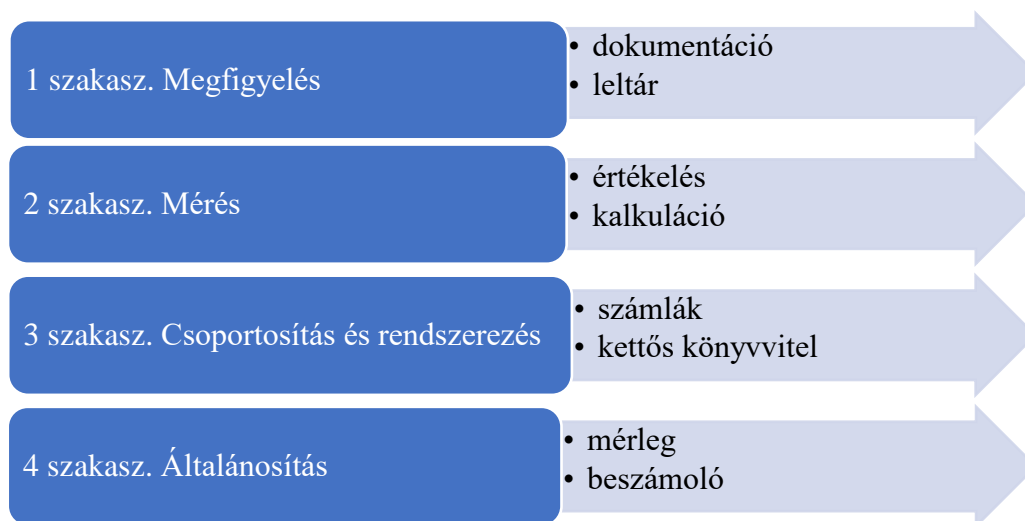 1 szakasz. Megfigyelés
• dokumentáció
• leltár
2 szakasz. Mérés
• értékelés
• kalkuláció
3 szakasz. Csoportosítás és rendszerezés
• számlák
• kettős könyvvitel
4 szakasz. Általánosítás
• mérleg
• beszámoló